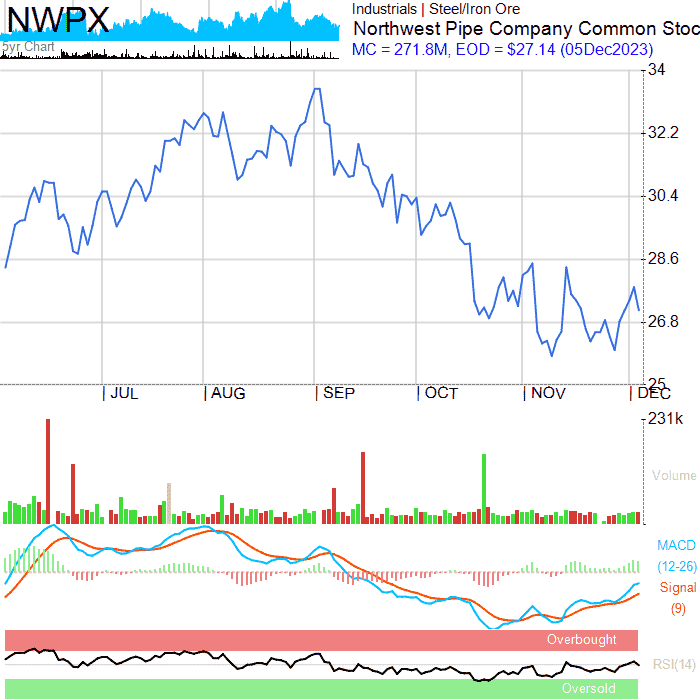 NWPX
5yr Chart
Industrials | Steel/Iron Ore
Northwest Pipe Company Common Stoc
MC = 271.8M, EOD = $27.14 (05Dec2023)
34
32.2
30.4
28.6
26.8
25
| JUL | AUG | SEP | OCT | NOV | DEC
231k
Volume
MACD
(12-26)
Signal
(9)
Overbought
RSI(14)
Oversold